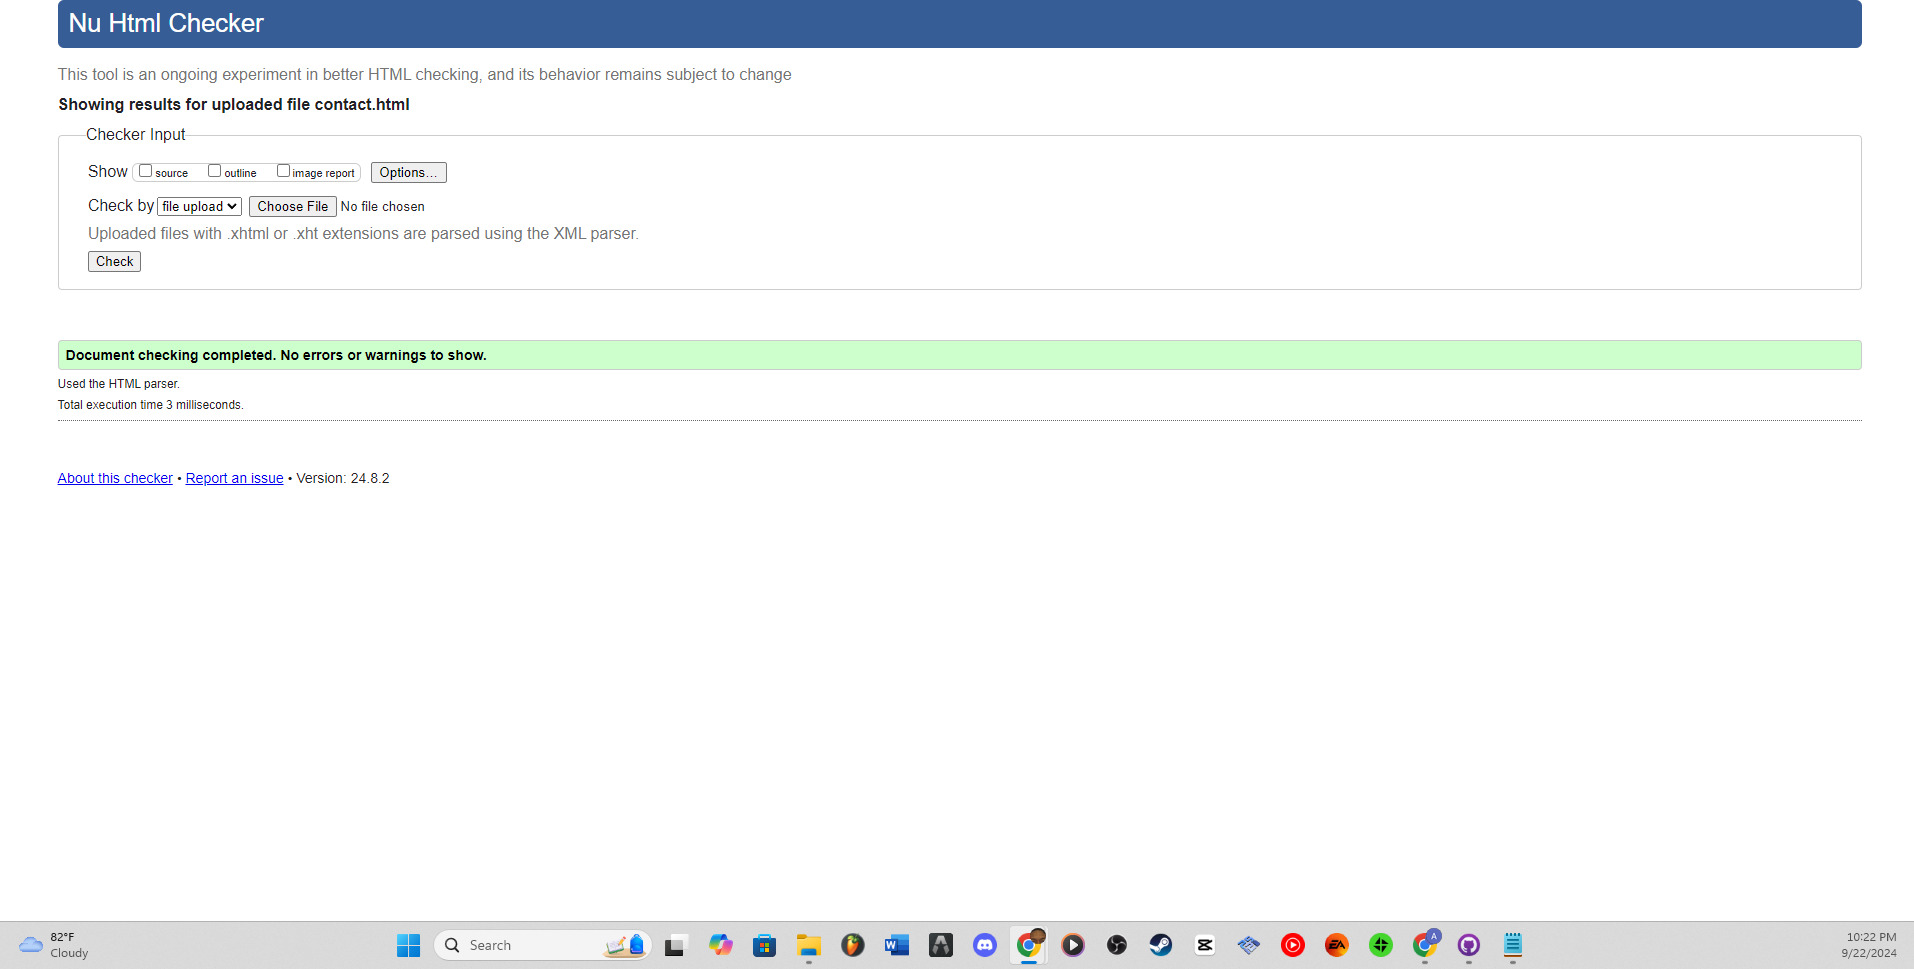 Nu Html Checker
This tool is an ongoing experiment in better HTML checking, and its behavior remains subject to change
Showing results for uploaded file contact.html
Checker Input
Show source outline image report Options...
Check by file upload Choose File No file chosen
Uploaded files with .xhtml or .xht extensions are parsed using the XML parser.
Check
Document checking completed. No errors or warnings to show.
Used the HTML parser.
Total execution time 3 milliseconds.
About this checker • Report an issue • Version: 24.8.2
82°F
Cloudy
Search
W
EA
A
10:22 PM
9/22/2024